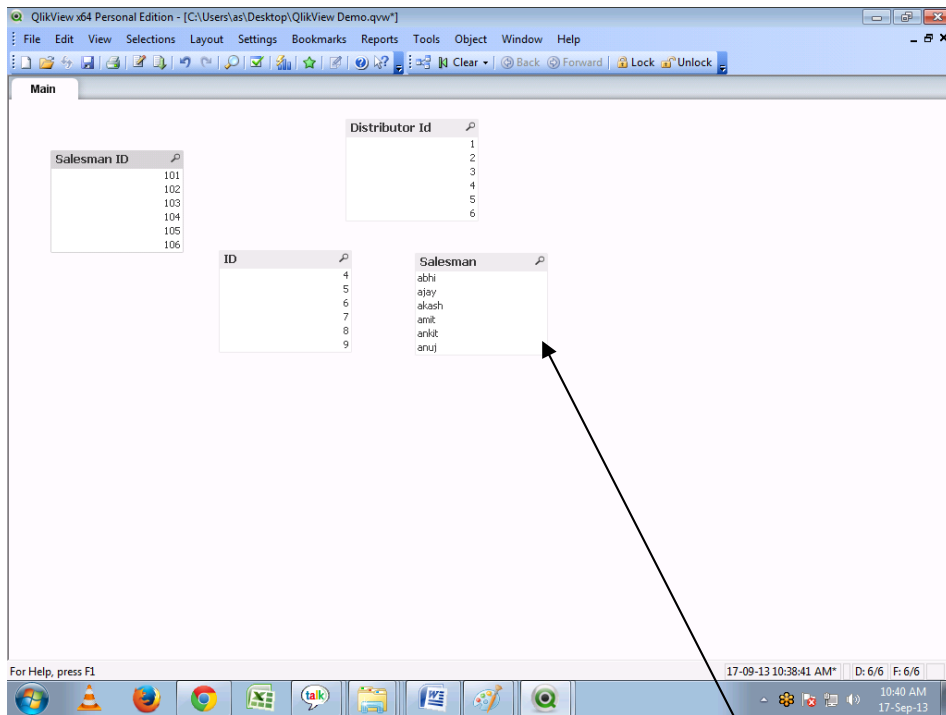 QlikView x64 Personal Edition - [C:\Users\as\Desktop\QlikView Demo.qvw*]
File Edit View Selections Layout Settings Bookmarks Reports Tools Object Window Help
Clear Back Forward Lock Unlock
Main
Distributor Id
1
2
3
4
5
6
Salesman ID
101
102
103
104
105
106
ID
4
5
6
7
8
9
Salesman
abhi
ajay
akash
amit
ankit
anuj
For Help, press F1
17-09-13 10:38:41 AM* D: 6/6 F: 6/6
talk
10:40 AM
17-Sep-13